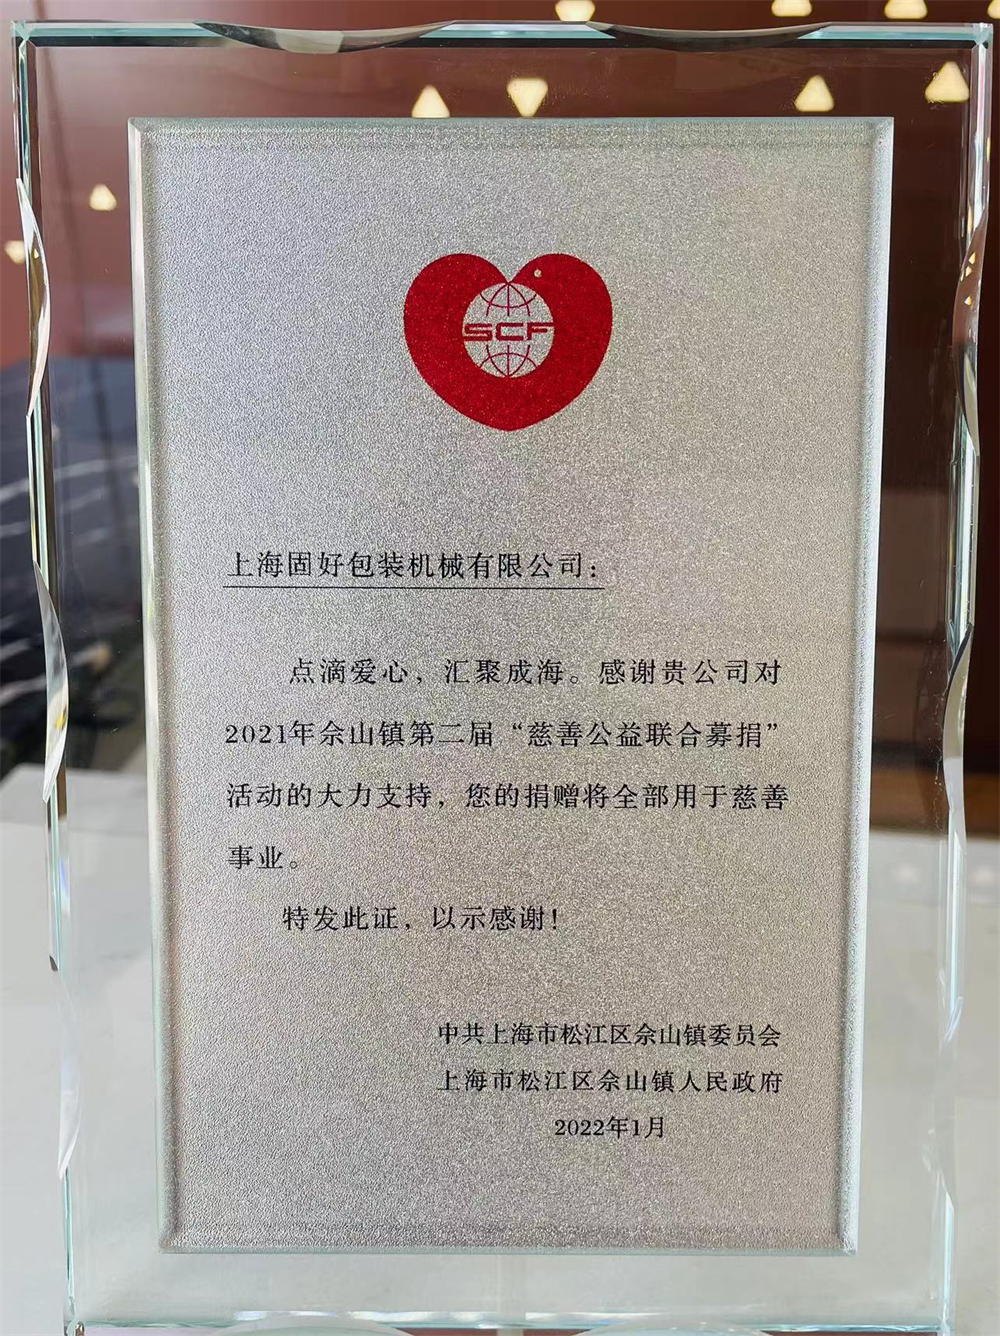 SCF
上海固好包装机械有限公司：
点滴爱心，汇聚成海。感谢贵公司对
2021年佘山镇第二届“慈善公益联合募捐”
活动的大力支持，您的捐赠将全部用于慈善
事业。
特发此证，以示感谢！
中共上海市松江区佘山镇委员会
上海市松江区佘山镇人民政府
2022年1月